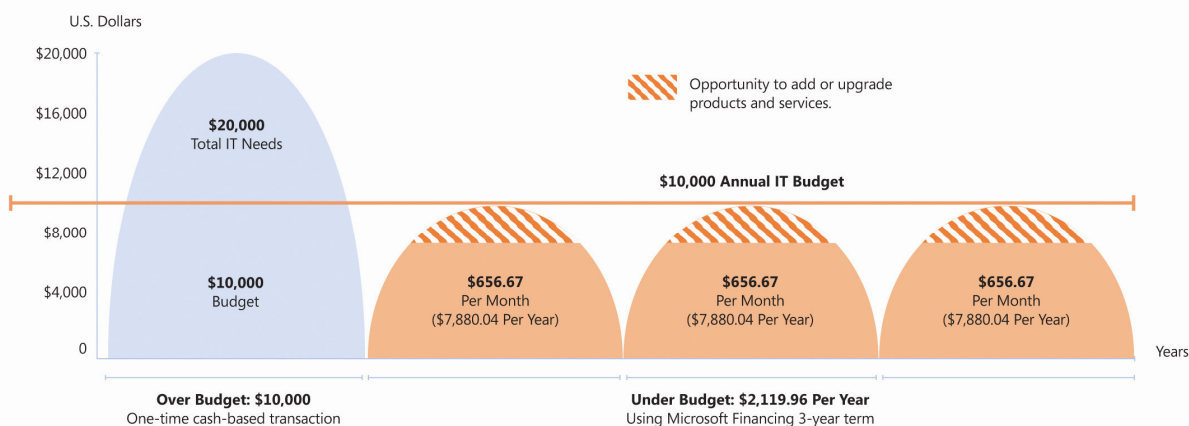 U.S. Dollars
$20,000
$16,000
$12,000
$8,000
$4,000
0
$20,000
Total IT Needs
$10,000
Budget
Opportunity to add or upgrade
products and services.
$10,000 Annual IT Budget
$656.67
Per Month
($7,880.04 Per Year)
$656.67
Per Month
($7,880.04 Per Year)
$656.67
Per Month
($7,880.04 Per Year)
Years
Over Budget: $10,000
One-time cash-based transaction
Under Budget: $2,119.96 Per Year
Using Microsoft Financing 3-year term